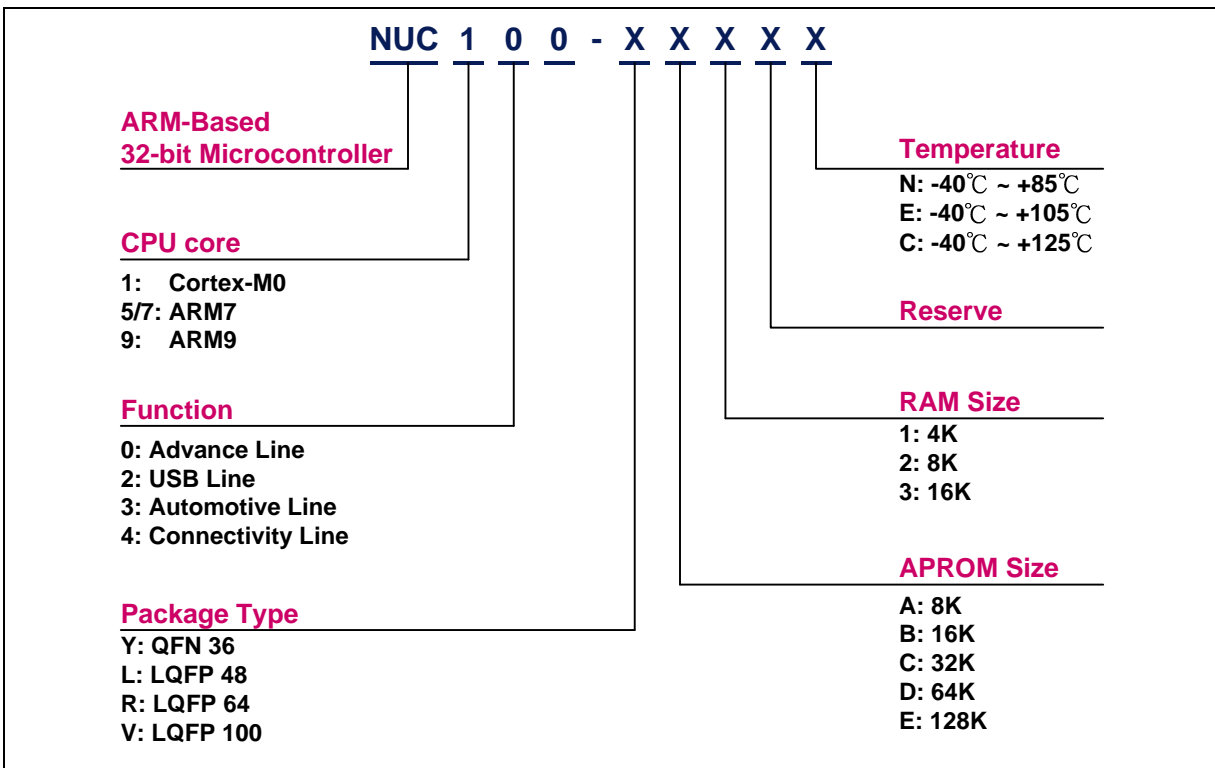 NUC 1 0 0 - X X X X X
ARM-Based
32-bit Microcontroller
CPU core
1: Cortex-M0
5/7: ARM7
9: ARM9
Function
0: Advance Line
2: USB Line
3: Automotive Line
4: Connectivity Line
Package Type
Y: QFN 36
L: LQFP 48
R: LQFP 64
V: LQFP 100
Temperature
N: -40℃ ~ +85℃
E: -40℃ ~ +105℃
C: -40℃ ~ +125℃
Reserve
RAM Size
1: 4K
2: 8K
3: 16K
APROM Size
A: 8K
B: 16K
C: 32K
D: 64K
E: 128K